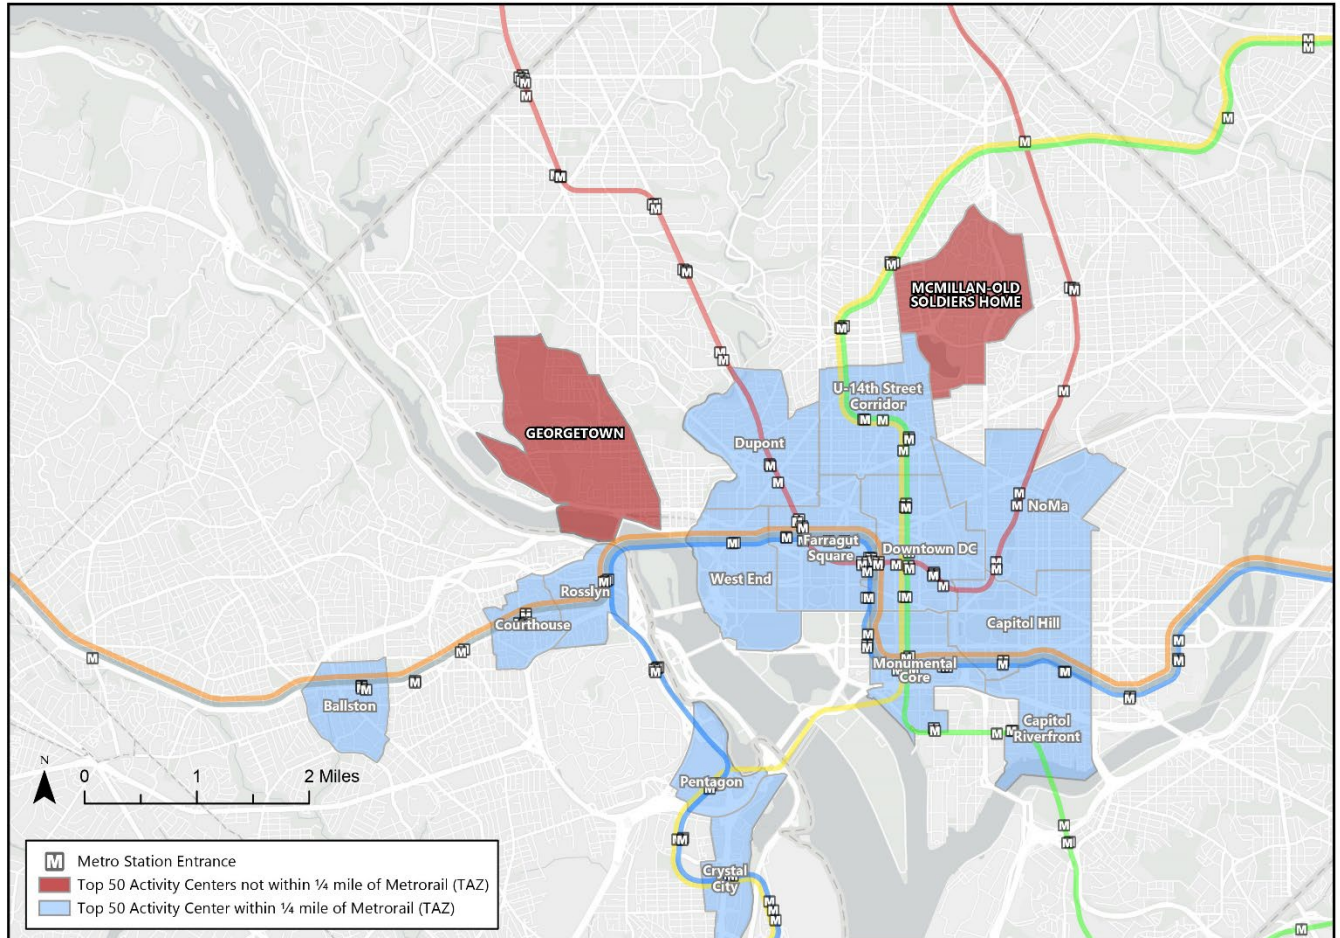 MCMILLAN-OLD
SOLDIERS HOME
U-14th Street
Corridor
GEORGETOWN
Dupont
NoMa
Farragut
Square
Downtown DC
West End
Rosslyn
Courthouse
Capitol Hill
Monumental
Core
Ballston
Capitol
Riverfront
Pentagon
Crystal
City
N
0 1 2 Miles
M Metro Station Entrance
Top 50 Activity Centers not within ¼ mile of Metrorail (TAZ)
Top 50 Activity Center within ¼ mile of Metrorail (TAZ)